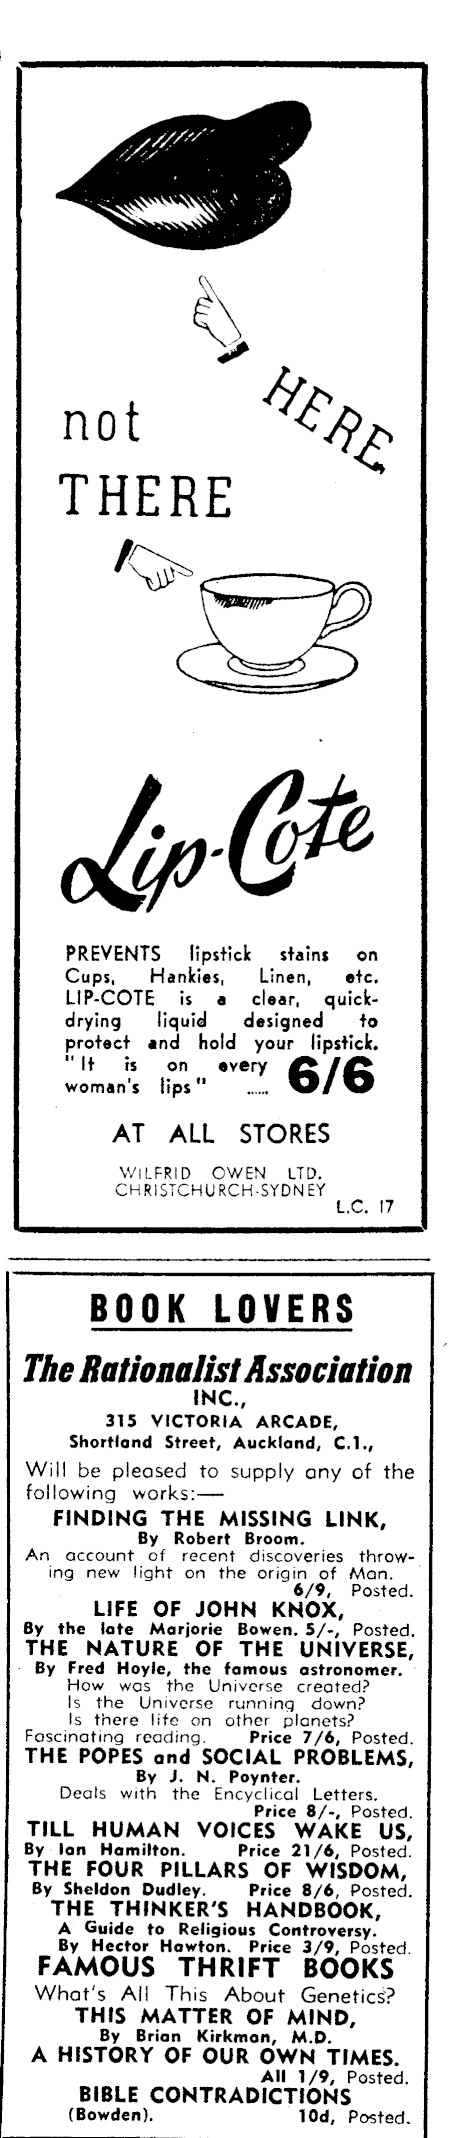 HERE
not
THERE
Lip-Cote
PREVENTS lipstick stains on
Cups, Hankies, Linen, etc.
LIP-COTE is a clear, quick-
drying liquid designed to
protect and hold your lipstick.
"It is on every
woman's lips" ...... 6/6
AT ALL STORES
WILFRID OWEN LTD.
CHRISTCHURCH-SYDNEY
L.C. 17
BOOK LOVERS
The Rationalist Association
INC.,
315 VICTORIA ARCADE,
Shortland Street, Auckland, C.1.,
Will be pleased to supply any of the
following works:—
FINDING THE MISSING LINK,
By Robert Broom.
An account of recent discoveries throw-
ing new light on the origin of Man.
6/9, Posted.
LIFE OF JOHN KNOX,
By the late Marjorie Bowen. 5/-, Posted.
THE NATURE OF THE UNIVERSE,
By Fred Hoyle, the famous astronomer.
How was the Universe created?
Is the Universe running down?
Is there life on other planets?
Fascinating reading. Price 7/6, Posted.
THE POPES and SOCIAL PROBLEMS,
By J. N. Poynter.
Deals with the Encyclical Letters.
Price 8/-, Posted.
TILL HUMAN VOICES WAKE US,
By Ian Hamilton. Price 21/6, Posted.
THE FOUR PILLARS OF WISDOM,
By Sheldon Dudley. Price 8/6, Posted.
THE THINKER'S HANDBOOK,
A Guide to Religious Controversy.
By Hector Hawton. Price 3/9, Posted.
FAMOUS THRIFT BOOKS
What's All This About Genetics?
THIS MATTER OF MIND,
By Brian Kirkman, M.D.
A HISTORY OF OUR OWN TIMES.
All 1/9, Posted.
BIBLE CONTRADICTIONS
(Bowden). 10d, Posted.